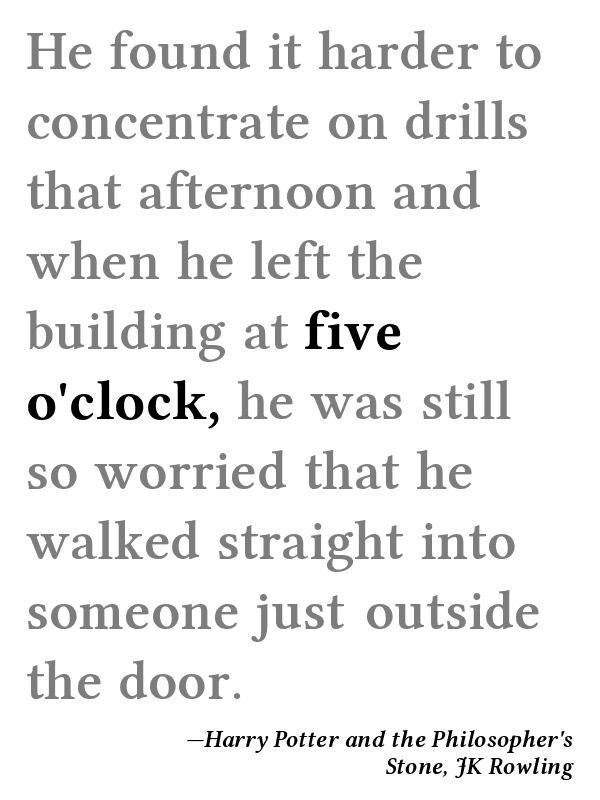 He found it harder to
concentrate on drills
that afternoon and
when he left the
building at five
o'clock, he was still
so worried that he
walked straight into
someone just outside
the door.
—Harry Potter and the Philosopher's
Stone, JK Rowling